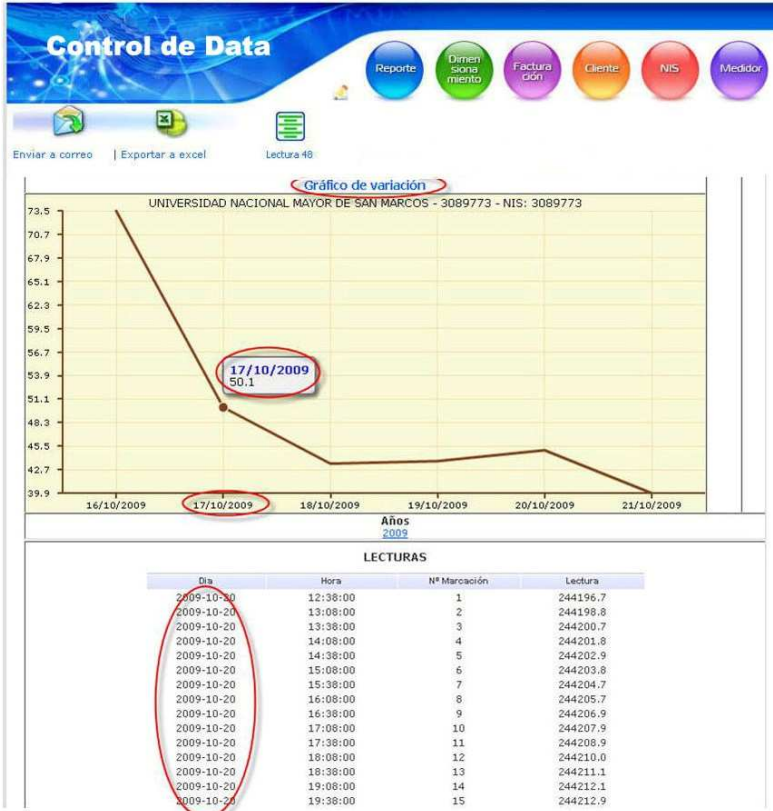 Control de Data
Reporte
Dimen
siona
miento
Factura
ción
Cliente
NIS
Medidor
Enviar a correo | Exportar a excel
Lectura 48
Gráfico de variación
UNIVERSIDAD NACIONAL MAYOR DE SAN MARCOS - 3089773 - NIS: 3089773
73.5
70.7
67.9
65.1
62.3
59.5
56.7
53.9
51.1
48.3
45.5
42.7
39.9
17/10/2009
50.1
16/10/2009 17/10/2009 18/10/2009 19/10/2009 20/10/2009 21/10/2009
Años
2009
LECTURAS
Dia Hora Nº Marcación Lectura
2009-10-20 12:38:00 1 244196.7
2009-10-20 13:08:00 2 244198.8
2009-10-20 13:38:00 3 244200.7
2009-10-20 14:08:00 4 244201.8
2009-10-20 14:38:00 5 244202.9
2009-10-20 15:08:00 6 244203.8
2009-10-20 15:38:00 7 244204.7
2009-10-20 16:08:00 8 244205.7
2009-10-20 16:38:00 9 244206.9
2009-10-20 17:08:00 10 244207.9
2009-10-20 17:38:00 11 244208.9
2009-10-20 18:08:00 12 244210.0
2009-10-20 18:38:00 13 244211.1
2009-10-20 19:08:00 14 244212.1
2009-10-20 19:38:00 15 244212.9